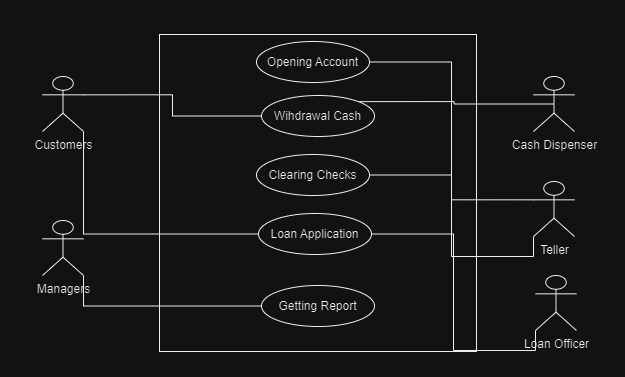 Opening Account
Wihdrawal Cash
Customers
Cash Dispenser
Clearing Checks
Loan Application
Teller
Managers
Getting Report
Loan Officer